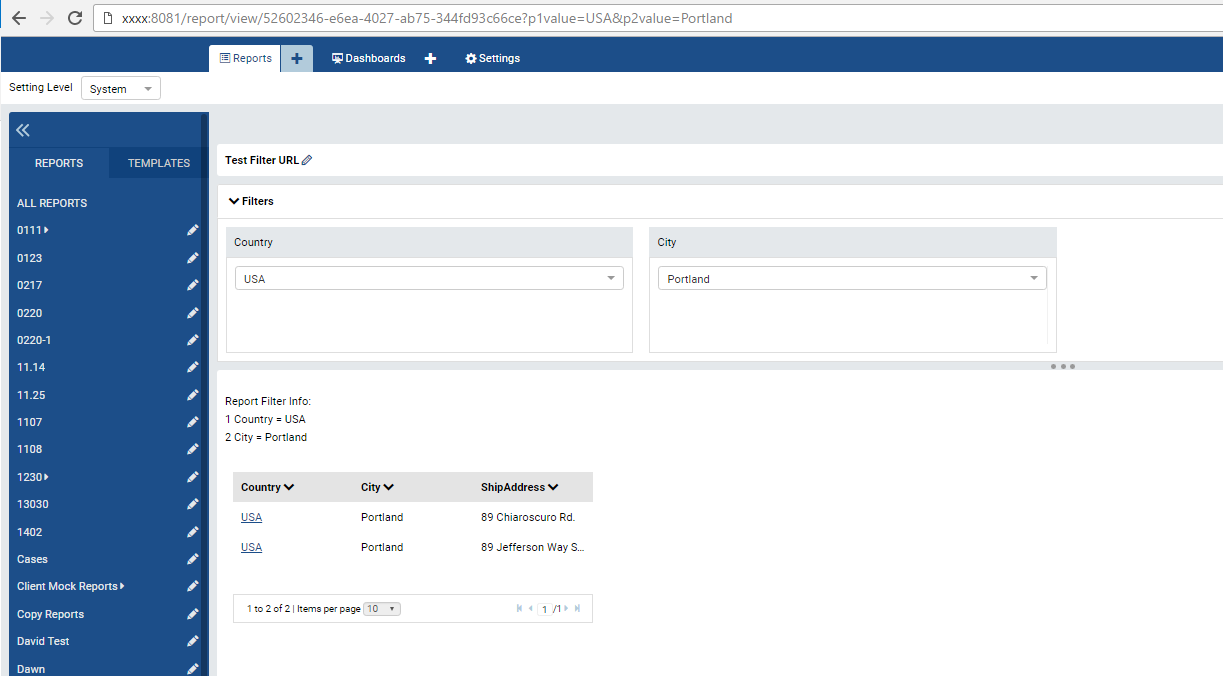 xxxx:8081/report/view/52602346-e6ea-4027-ab75-344fd93c66ce?p1value=USA&p2value=Portland
Reports
Dashboards
Settings
Setting Level System
REPORTS TEMPLATES
ALL REPORTS
0111
0123
0217
0220
0220-1
11.14
11.25
1107
1108
1230
13030
1402
Cases
Client Mock Reports
Copy Reports
David Test
Dawn
Test Filter URL
Filters
Country City
USA Portland
Report Filter Info:
1 Country = USA
2 City = Portland
Country City ShipAddress
USA Portland 89 Chiaroscuro Rd.
USA Portland 89 Jefferson Way S...
1 to 2 of 2 | Items per page 10 1 /1